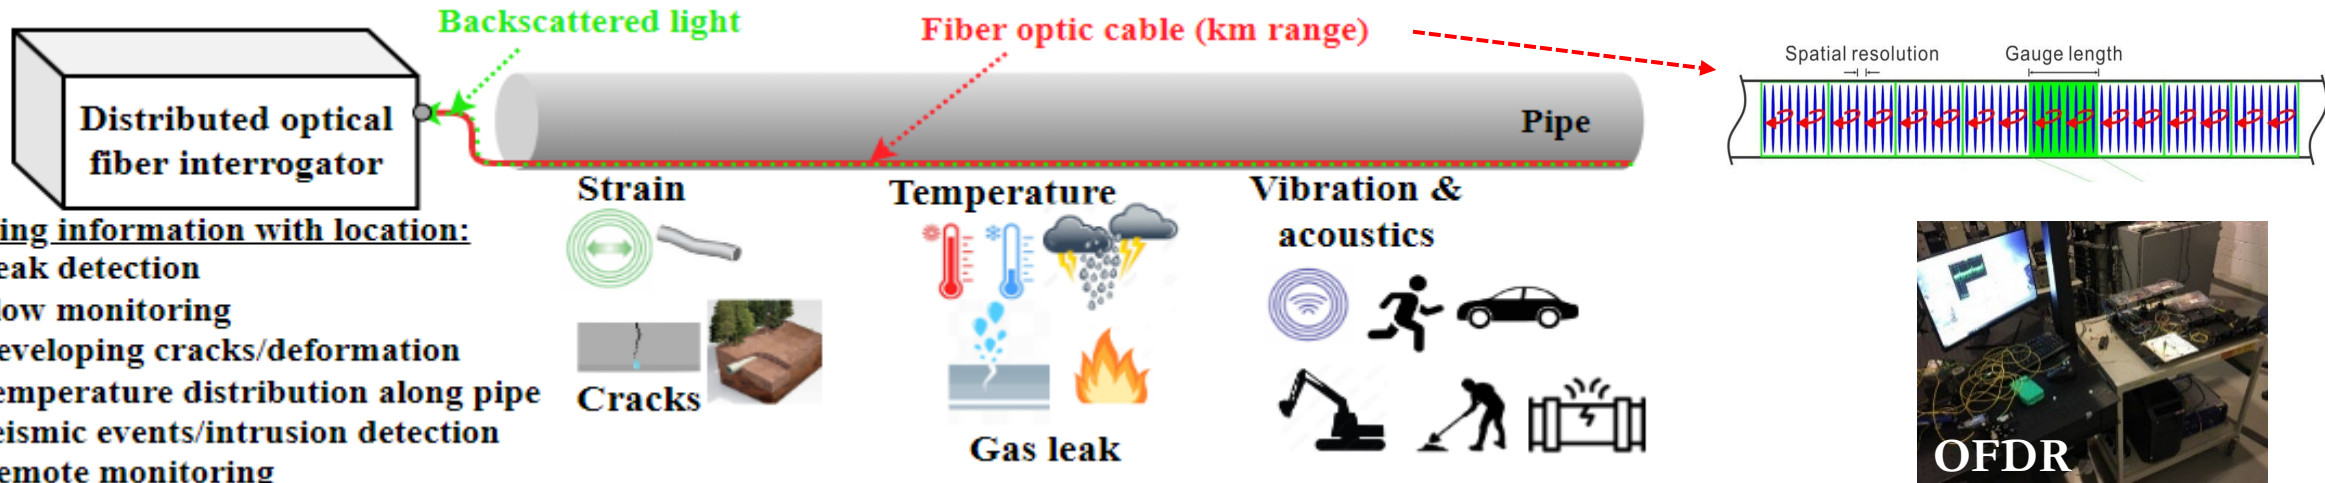 Backscattered light
Fiber optic cable (km range)
Spatial resolution
Gauge length
Distributed optical
fiber interrogator
Pipe
Strain
Temperature
Vibration &
acoustics
ing information with location:
eak detection
low monitoring
eveloping cracks/deformation
emperature distribution along pipe
eismic events/intrusion detection
emote monitoring
Cracks
Gas leak
OFDR